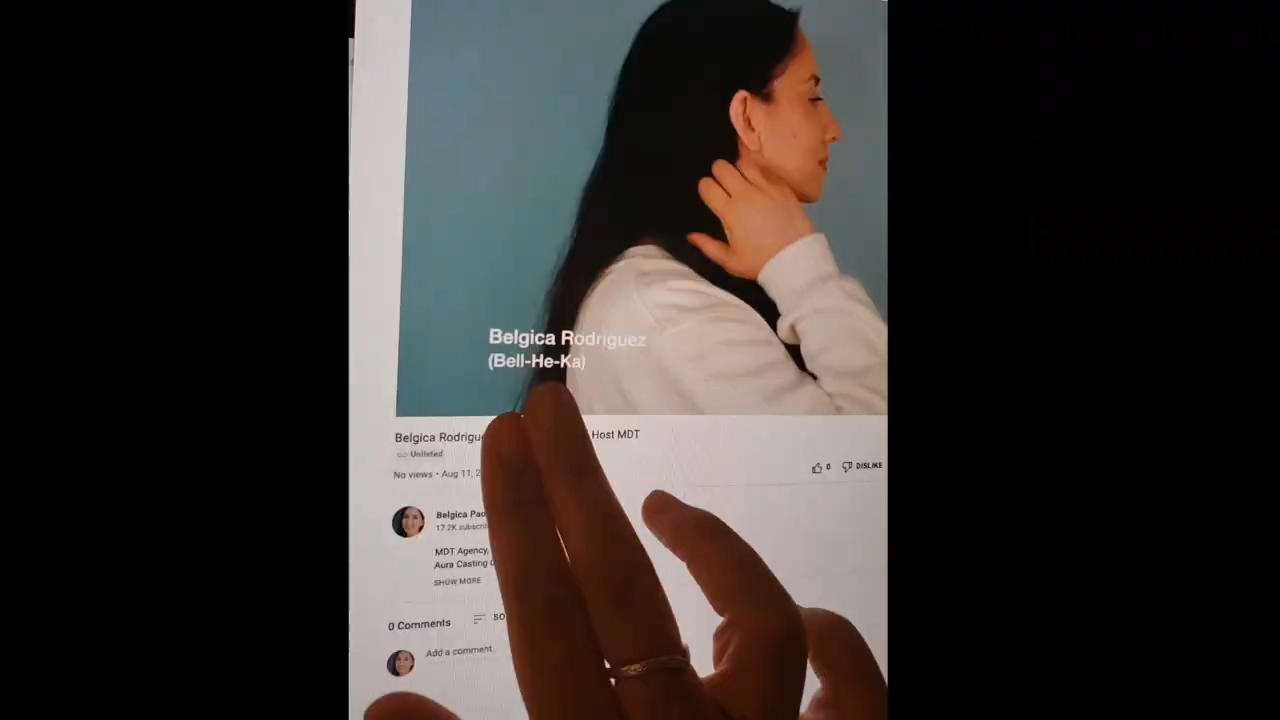 Belgica Rodriguez
(Bell-He-Ka)
Host MDT
Unlisted
No views • Aug 11,
0
DISLIKE
Belgica
MDT Agency,
Aura Casting
SHOW MORE
0 Comments
Add a comment.